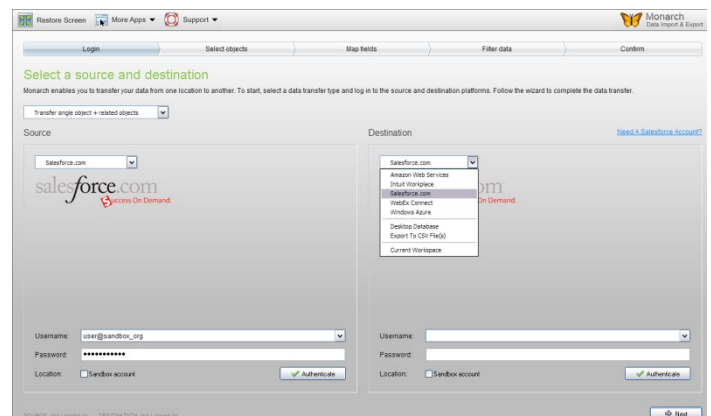 Restore Screen More Apps Support Monarch
Data Import & Export
Login Select objects Map fields Filter data Confirm
Select a source and destination
Monarch enables you to transfer your data from one location to another. To start, select a data transfer type and log in to the source and destination platforms. Follow the wizard to complete the data transfer.
Transfer single object + related objects
Source Destination Need A Salesforce Account?
Salesforce.com Salesforce.com
salesforce.com
Success On Demand.
Amazon Web Services
Intuit Workplace
Salesforce.com
WebEx Connect
Windows Azure
Desktop Database
Export To CSV File(s)
Current Workspace
om
On Demand.
Username: user@sandbox_org Username:
Password: ••••••••••• Password:
Location: Sandbox account Authenticate Location: Sandbox account Authenticate
Next